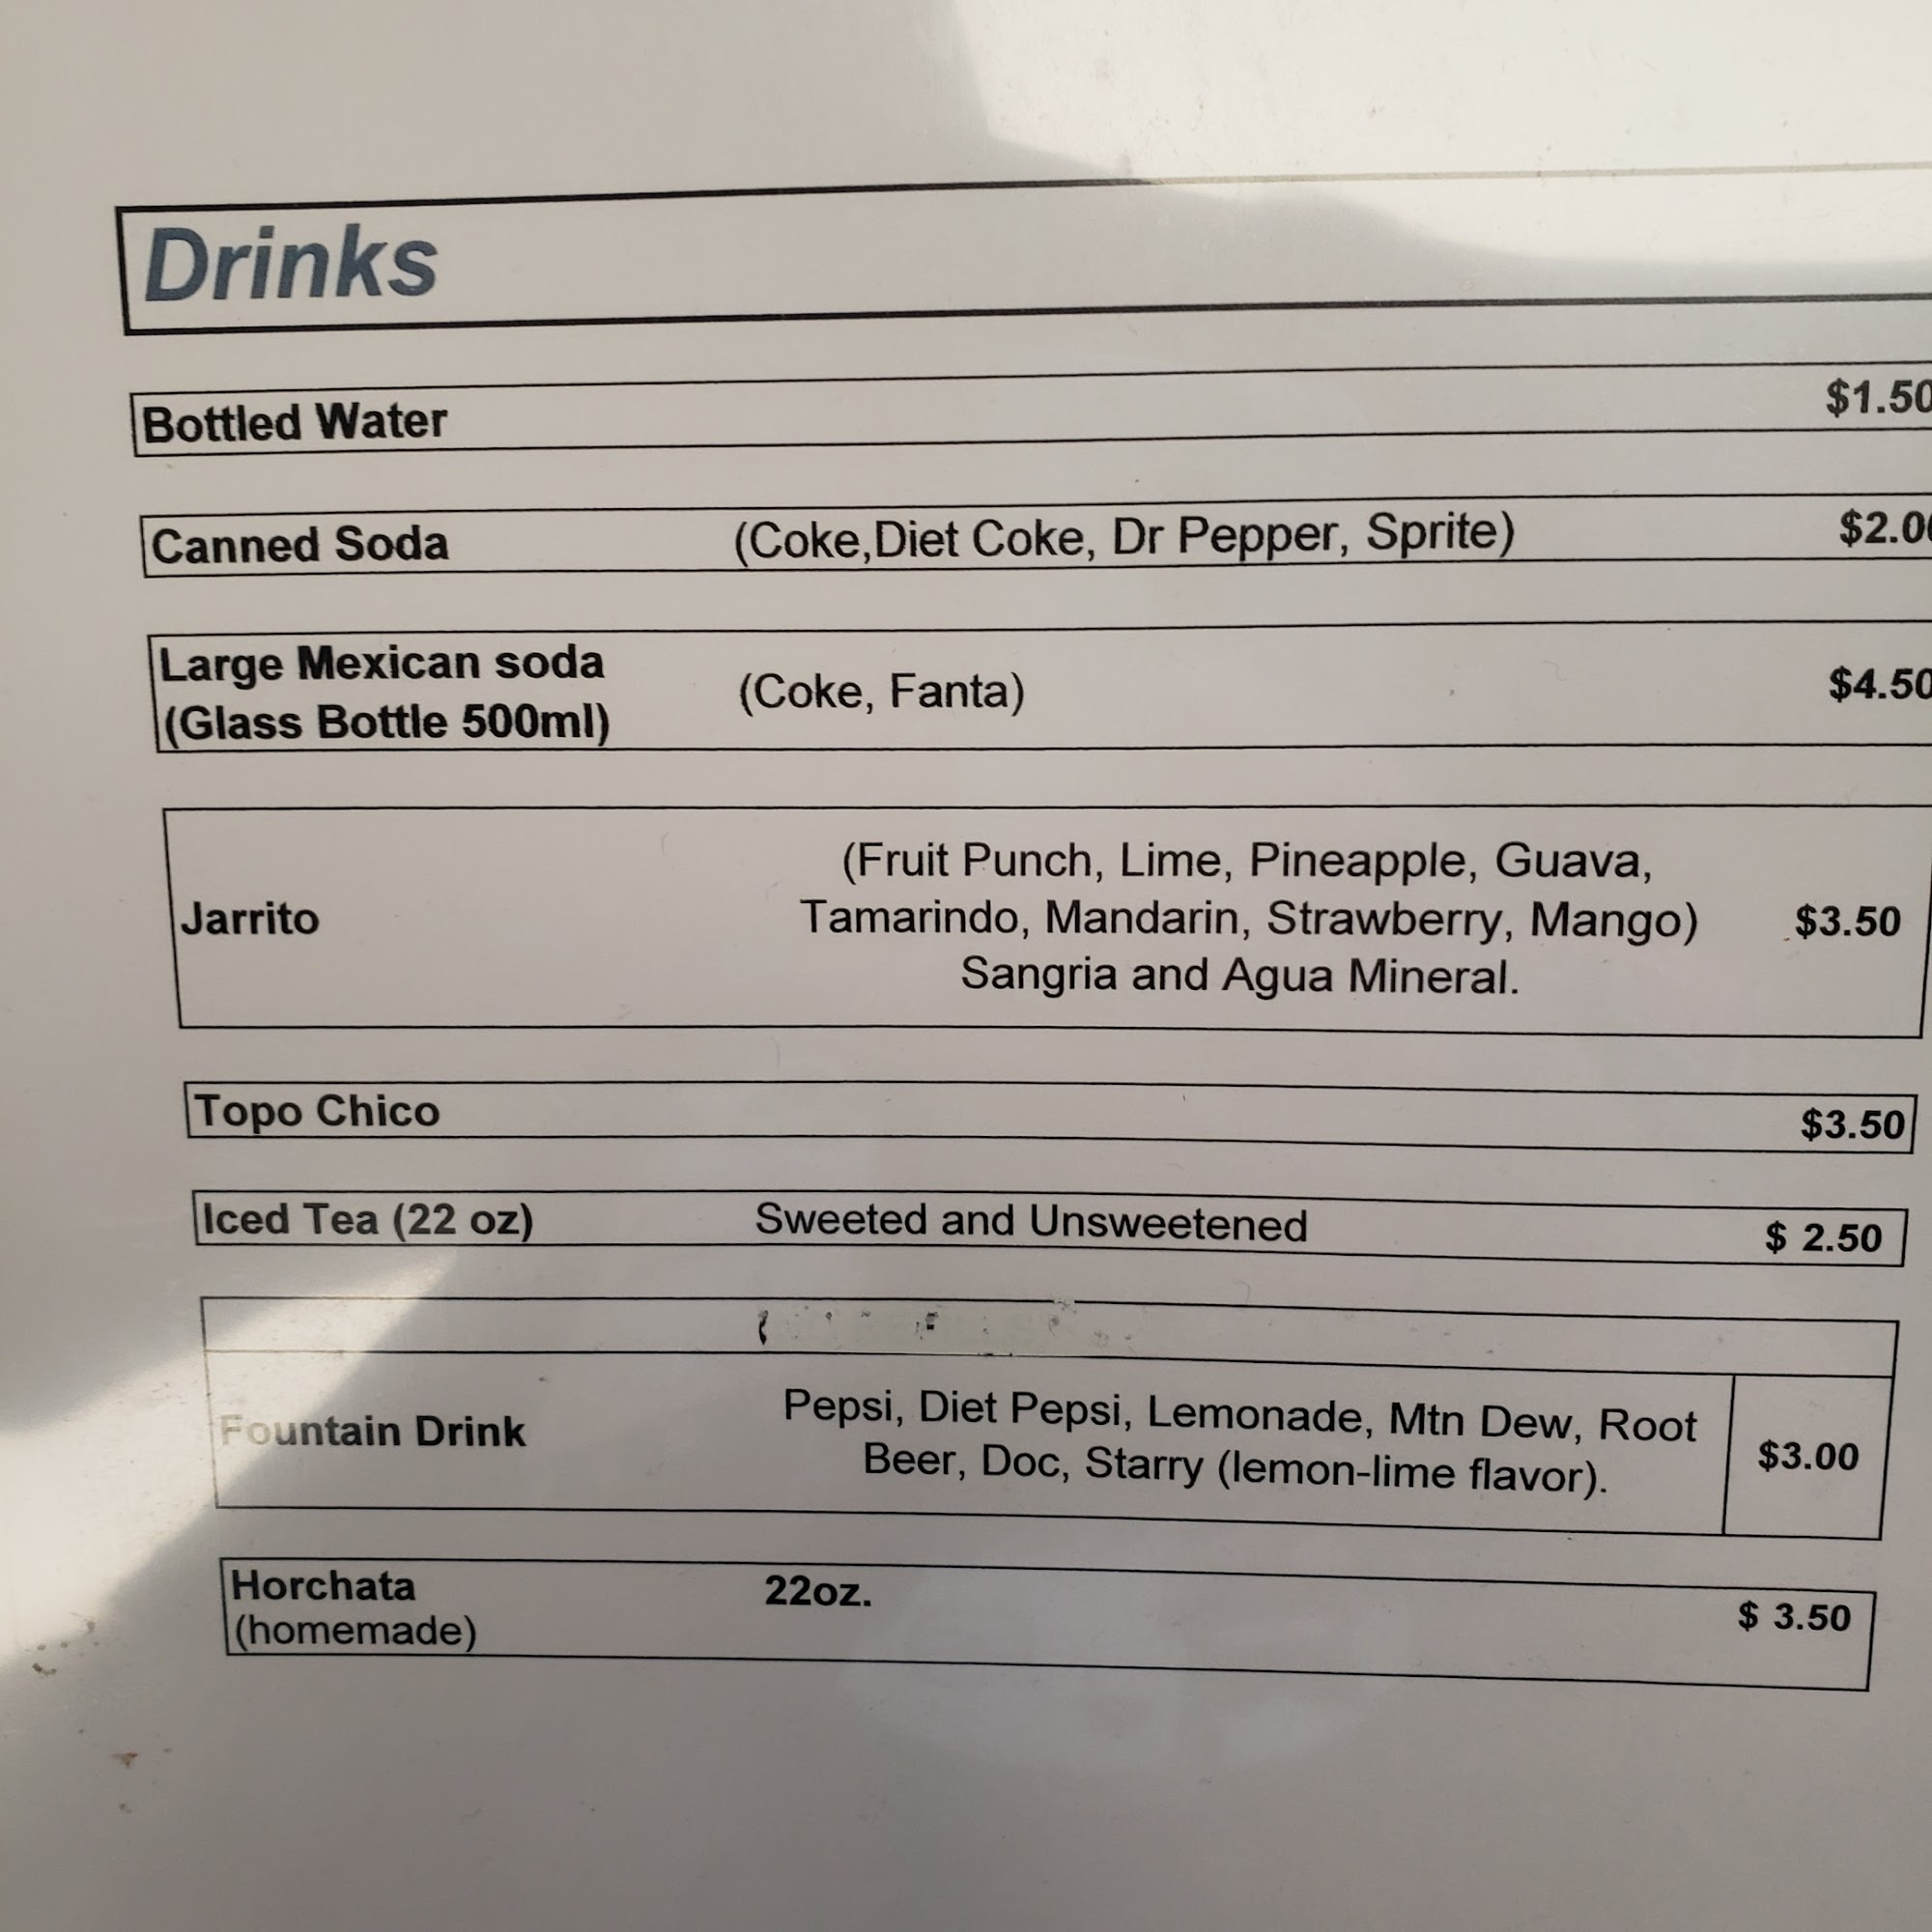 Drinks
Bottled Water $1.50
Canned Soda (Coke,Diet Coke, Dr Pepper, Sprite) $2.00
Large Mexican soda
(Glass Bottle 500ml) (Coke, Fanta) $4.50
(Fruit Punch, Lime, Pineapple, Guava,
Jarrito Tamarindo, Mandarin, Strawberry, Mango) $3.50
Sangria and Agua Mineral.
Topo Chico $3.50
Iced Tea (22 oz) Sweeted and Unsweetened $ 2.50
Fountain Drink Pepsi, Diet Pepsi, Lemonade, Mtn Dew, Root
Beer, Doc, Starry (lemon-lime flavor). $3.00
Horchata 22oz. $ 3.50
(homemade)